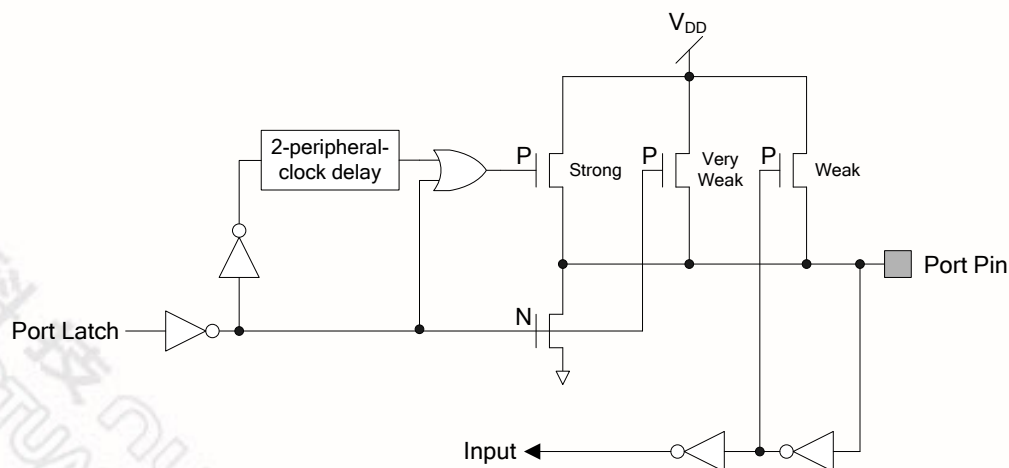 V_DD
2-peripheral-
clock delay
P
Strong
P
Very
Weak
P
Weak
Port Pin
Port Latch
N
Input